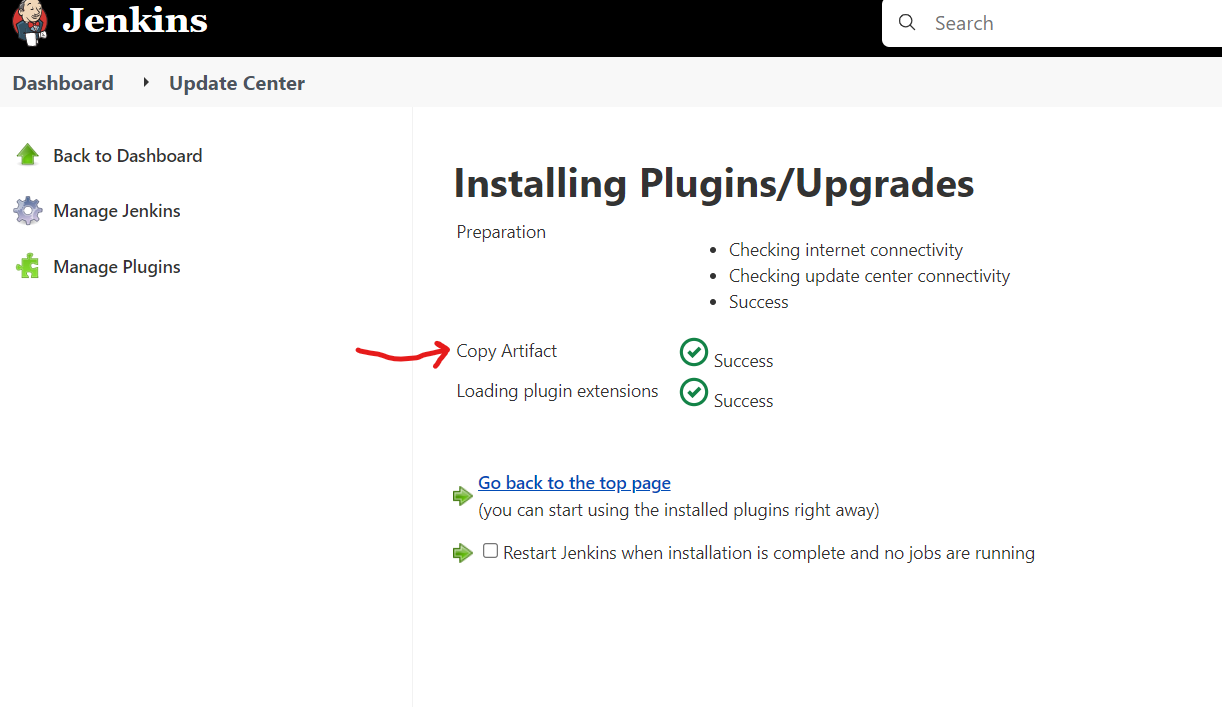 Jenkins
Search
Dashboard
Update Center
Back to Dashboard
Manage Jenkins
Manage Plugins
Installing Plugins/Upgrades
Preparation
Checking internet connectivity
Checking update center connectivity
Success
Copy Artifact
Success
Loading plugin extensions
Success
Go back to the top page
(you can start using the installed plugins right away)
Restart Jenkins when installation is complete and no jobs are running